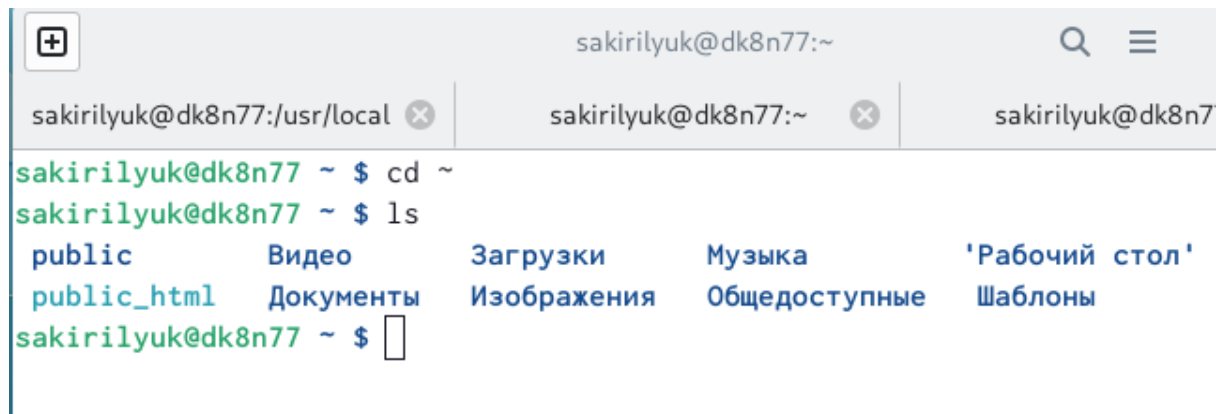 sakirilyuk@dk8n77:~
sakirilyuk@dk8n77:/usr/local sakirilyuk@dk8n77:~ sakirilyuk@dk8n7
sakirilyuk@dk8n77 ~ $ cd ~
sakirilyuk@dk8n77 ~ $ ls
public Видео Загрузки Музыка 'Рабочий стол'
public_html Документы Изображения Общедоступные Шаблоны
sakirilyuk@dk8n77 ~ $